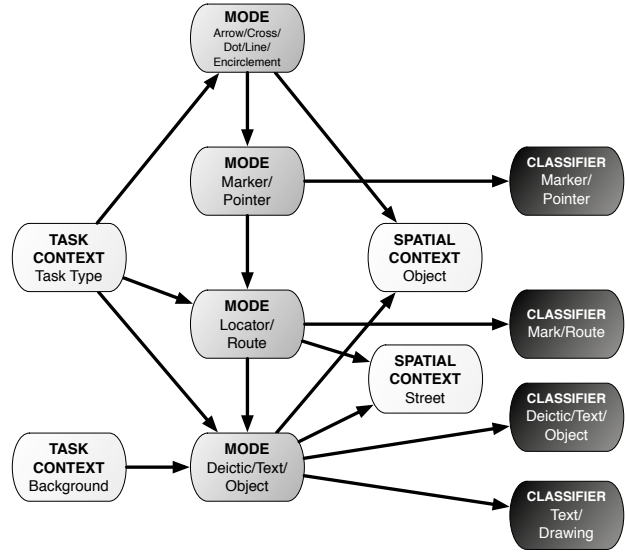 MODE
Arrow/Cross/
Dot/Line/
Encirclement
MODE
Marker/
Pointer
CLASSIFIER
Marker/
Pointer
TASK
CONTEXT
Task Type
SPATIAL
CONTEXT
Object
MODE
Locator/
Route
CLASSIFIER
Mark/Route
SPATIAL
CONTEXT
Street
CLASSIFIER
Deictic/Text/
Object
TASK
CONTEXT
Background
MODE
Deictic/Text/
Object
CLASSIFIER
Text/
Drawing